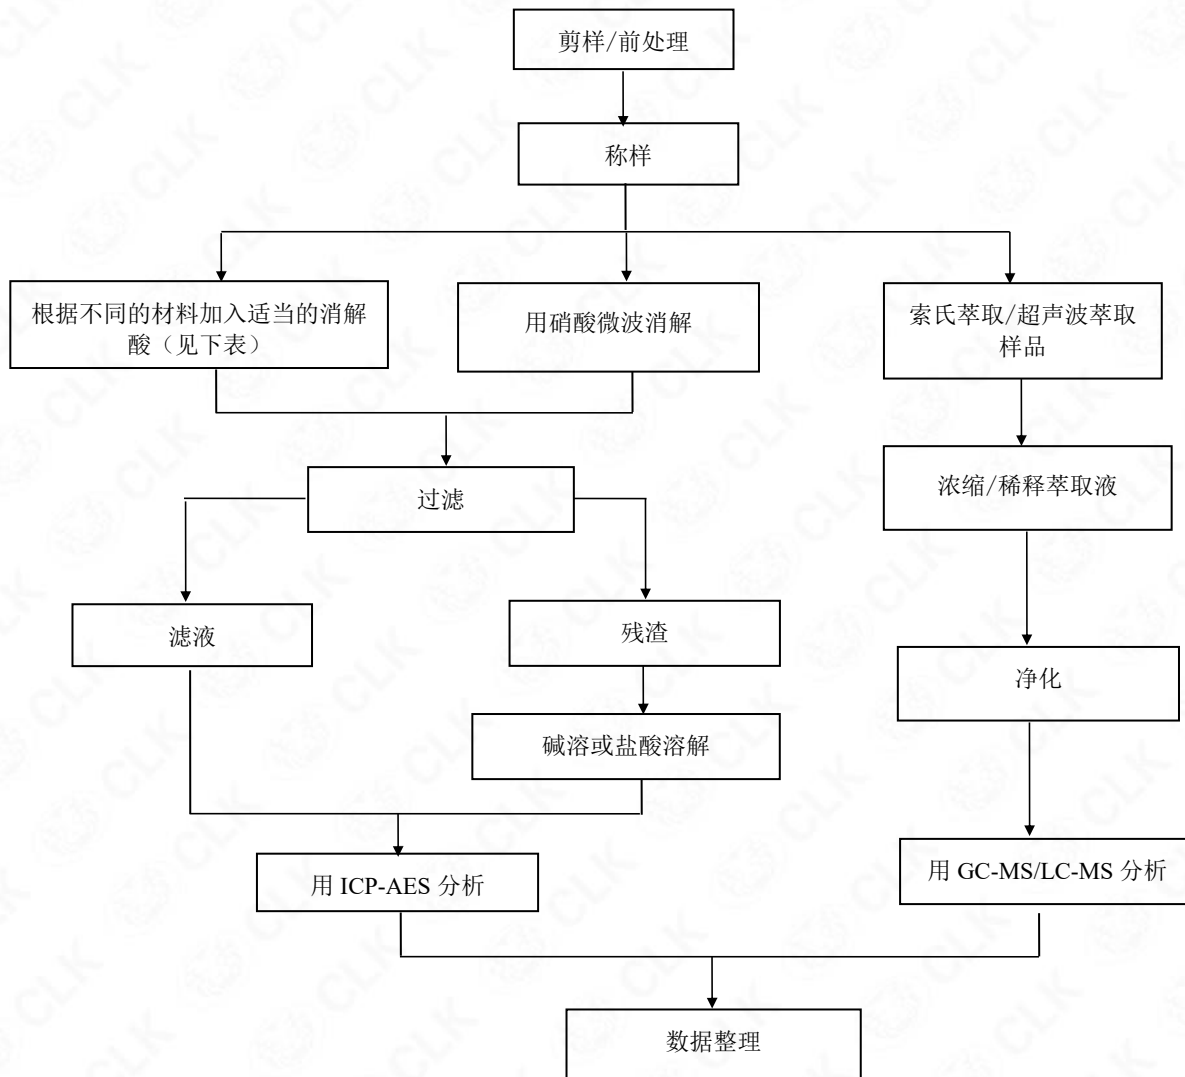 剪样/前处理
称样
根据不同的材料加入适当的消解
酸（见下表）
用硝酸微波消解
索氏萃取/超声波萃取
样品
浓缩/稀释萃取液
过滤
滤液
残渣
净化
碱溶或盐酸溶解
用 ICP-AES 分析
用 GC-MS/LC-MS 分析
数据整理
CLK